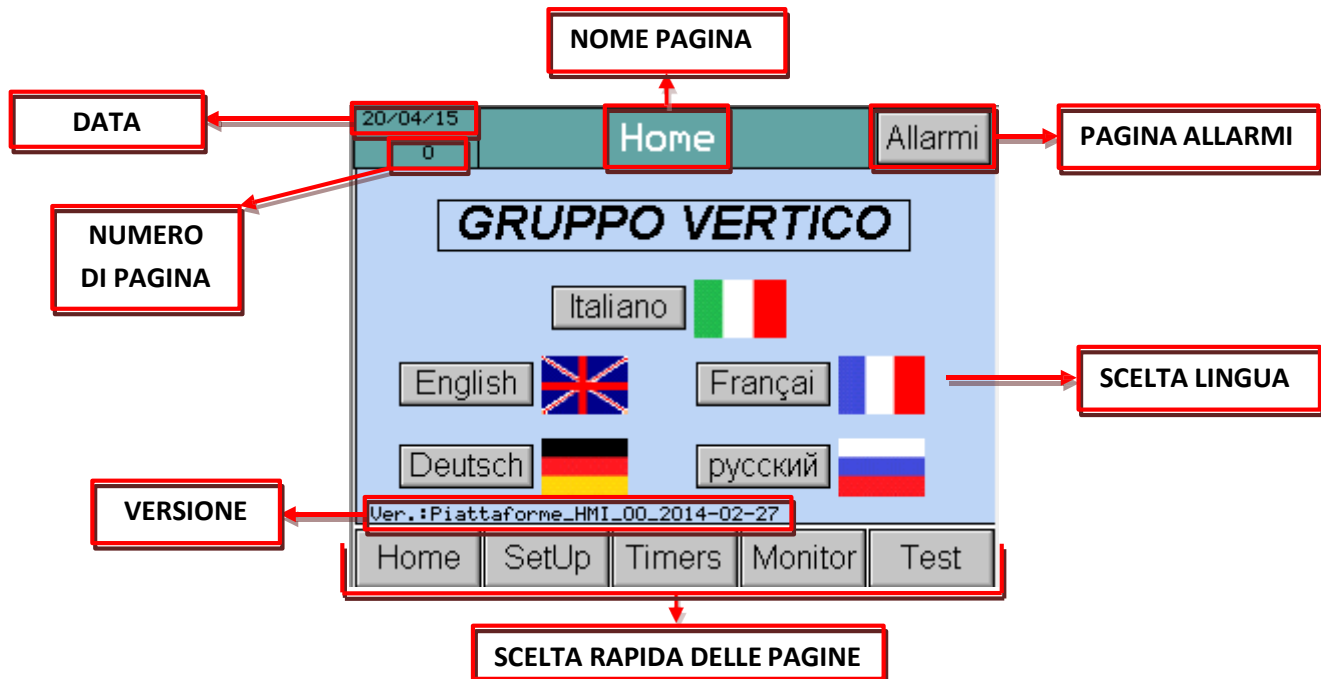 NOME PAGINA
DATA
20/04/15
Home
Allarmi
PAGINA ALLARMI
0
NUMERO
DI PAGINA
GRUPPO VERTICO
Italiano
English
Françai
SCELTA LINGUA
Deutsch
русский
VERSIONE
Ver.:Piattaforme_HMI_00_2014-02-27
Home SetUp Timers Monitor Test
SCELTA RAPIDA DELLE PAGINE